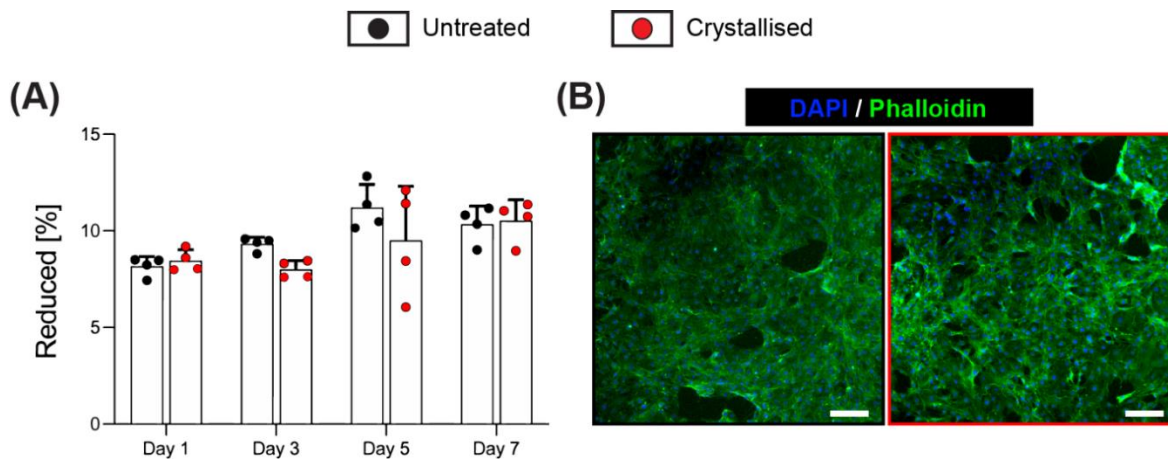 Untreated
Crystallised
(A)
(B)
DAPI / Phalloidin
Reduced [%]
15
10
5
0
Day 1
Day 3
Day 5
Day 7